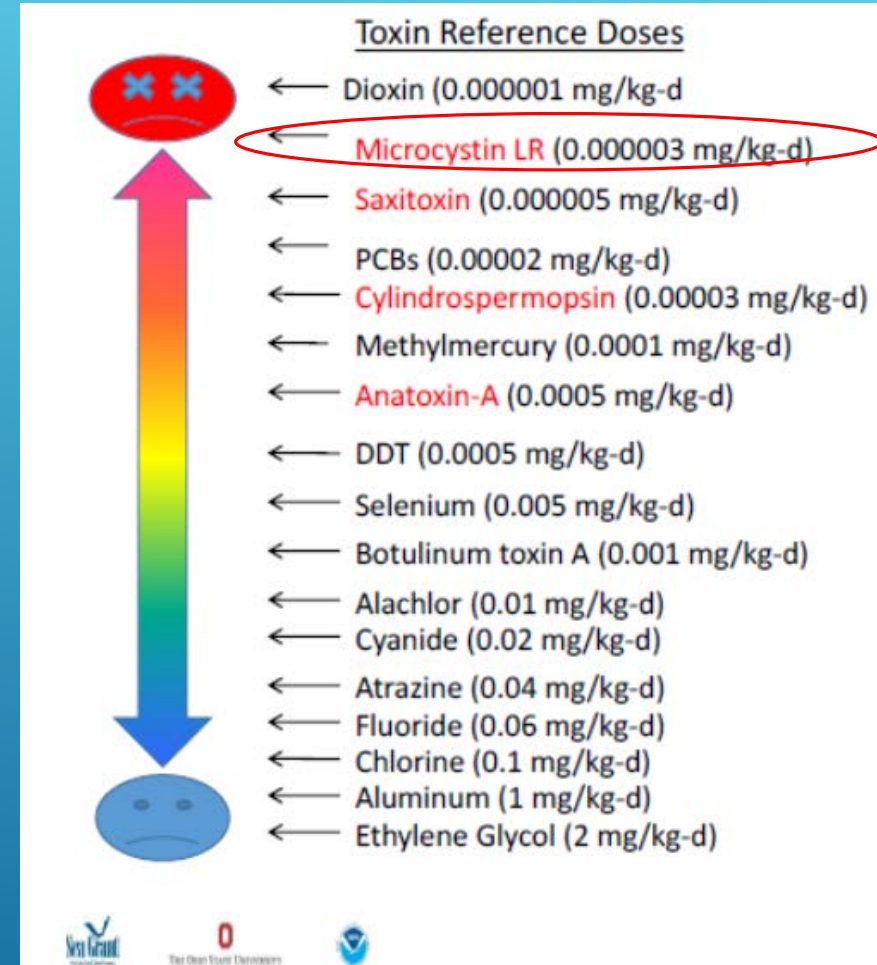 Toxin Reference Doses
Dioxin (0.000001 mg/kg-d
Microcystin LR (0.000003 mg/kg-d)
Saxitoxin (0.000005 mg/kg-d)
PCBs (0.00002 mg/kg-d)
Cylindrospermopsin (0.00003 mg/kg-d)
Methylmercury (0.0001 mg/kg-d)
Anatoxin-A (0.0005 mg/kg-d)
DDT (0.0005 mg/kg-d)
Selenium (0.005 mg/kg-d)
Botulinum toxin A (0.001 mg/kg-d)
Alachlor (0.01 mg/kg-d)
Cyanide (0.02 mg/kg-d)
Atrazine (0.04 mg/kg-d)
Fluoride (0.06 mg/kg-d)
Chlorine (0.1 mg/kg-d)
Aluminum (1 mg/kg-d)
Ethylene Glycol (2 mg/kg-d)
Sea Grant
THE OHIO STATE UNIVERSITY